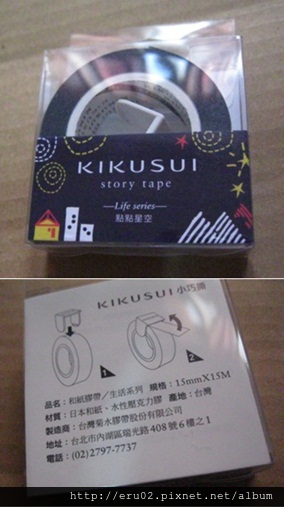 KIKUSUI
story tape
—Life series—
點點星空
KIKUSUI 小巧撕
1
2
品名：和紙膠帶／生活系列 規格：15mmX15M
材質：日本和紙、水性壓克力膠 產地：台灣
製造商：台灣菊水膠帶股份有限公司
地址：台北市內湖區瑞光路408號6樓之1
電話：(02)2797-7737
http://eru02.pixnet.net/album